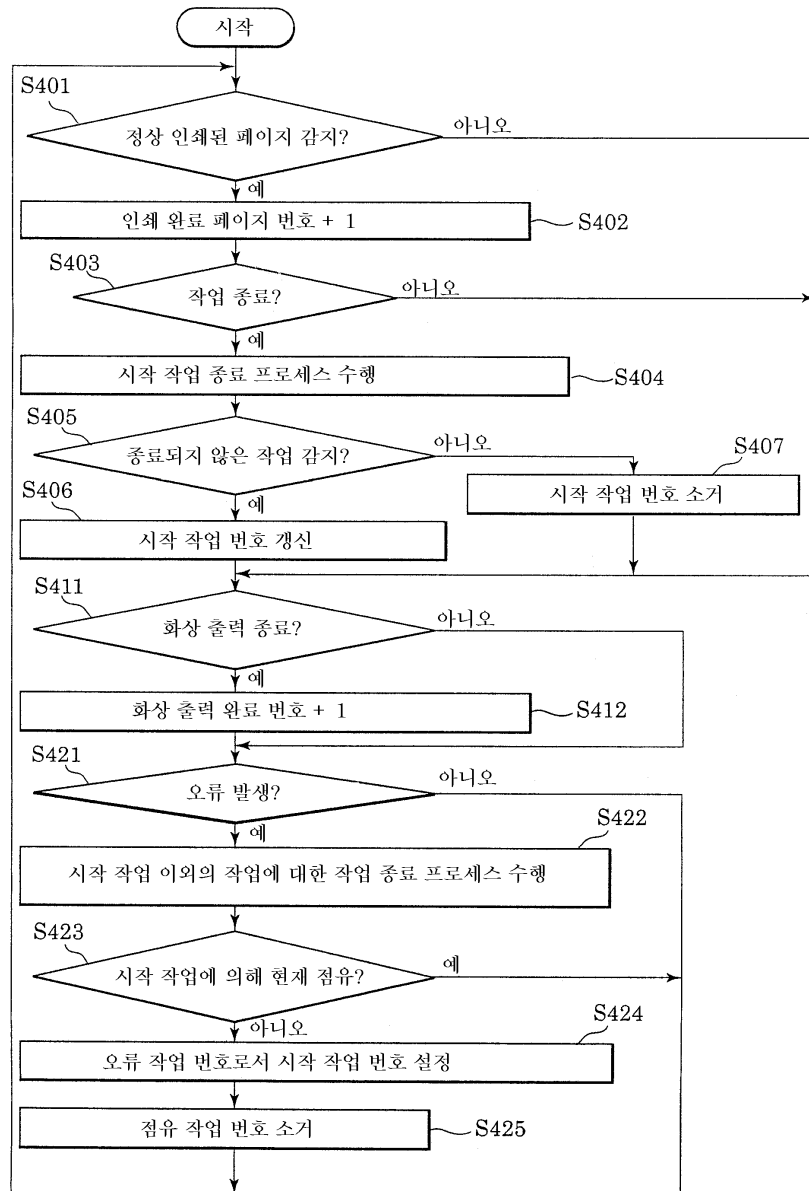 시작
S401
정상 인쇄된 페이지 감지?
아니오
예
인쇄 완료 페이지 번호 + 1
S402
S403
작업 종료?
아니오
예
시작 작업 종료 프로세스 수행
S404
S405
종료되지 않은 작업 감지?
아니오
S407
예
시작 작업 번호 소거
S406
시작 작업 번호 갱신
S411
화상 출력 종료?
아니오
예
화상 출력 완료 번호 + 1
S412
S421
오류 발생?
아니오
예
S422
시작 작업 이외의 작업에 대한 작업 종료 프로세스 수행
S423
시작 작업에 의해 현재 점유?
예
아니오
S424
오류 작업 번호로서 시작 작업 번호 설정
점유 작업 번호 소거
S425